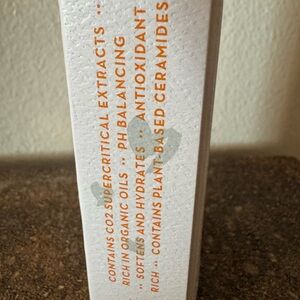 CONTAINS CO2 SUPERCRITICAL EXTRACTS ··
RICH IN ORGANIC OILS ·· PH BALANCING
·· SOFTENS AND HYDRATES ·· ANTIOXIDANT
RICH ·· CONTAINS PLANT-BASED CERAMIDES